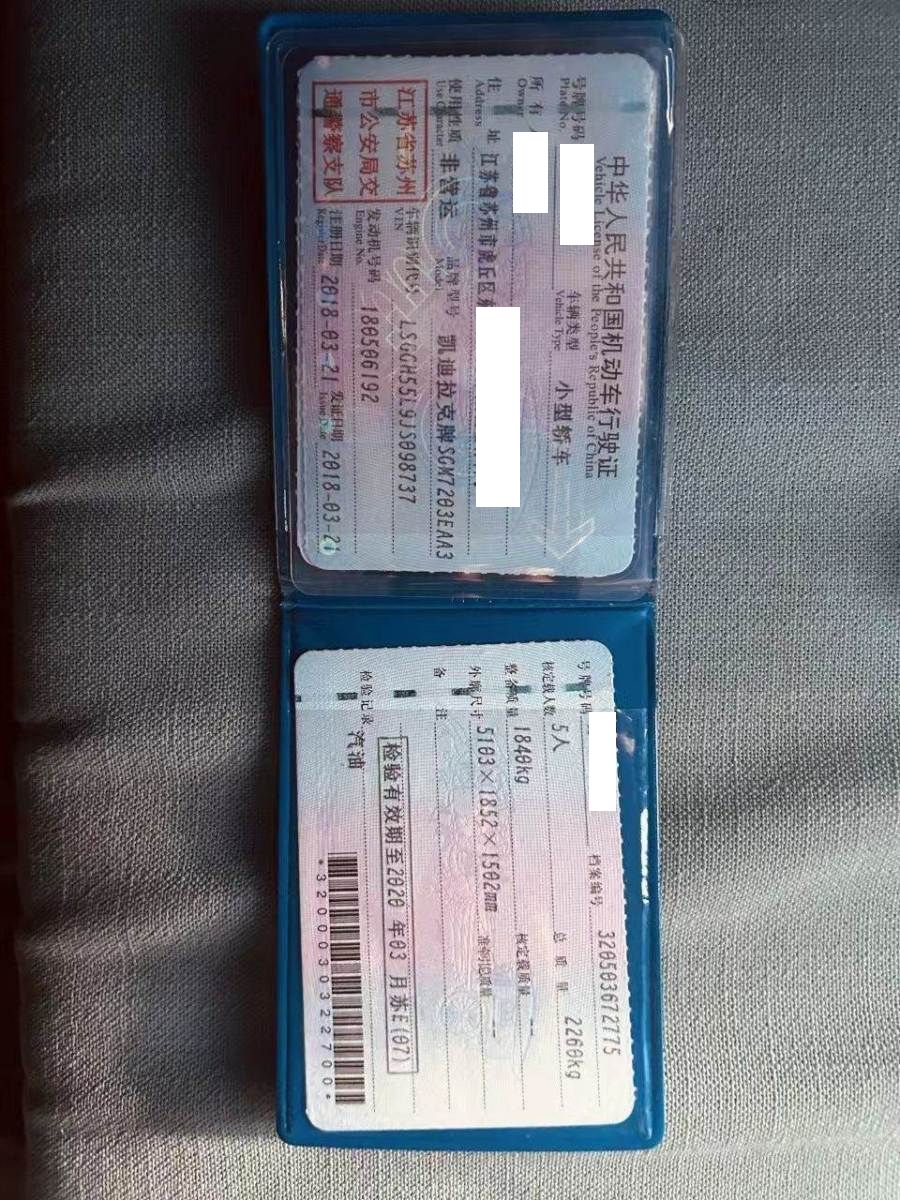 中华人民共和国机动车行驶证
Vehicle License of the People's Republic of China
号牌号码 车辆类型 小型轿车
Plate No. Vehicle Type
所有
Owner
住址 江苏省苏州市虎丘区
Address
使用性质 非营运 品牌型号 凯迪拉克牌SGM7203EAA3
Use Character Model
江苏省苏州
市公安局交
通警察支队
车辆识别代码 LSGGH55L9JS098737
VIN
发动机号码 180506192
Engine No.
注册日期 2018-03-21 发证日期 2018-03-21
Register Date Issue Date
号牌号码 档案编号 320503672775
核定载人数 5人 总质量 2260kg
整备质量 1840kg 核定载质量 --
外廓尺寸 5103×1852×1502mm 准牵引总质量 --
备注
检验有效期至2020年03月苏E(07)
检验记录 汽油
*3200030322700*